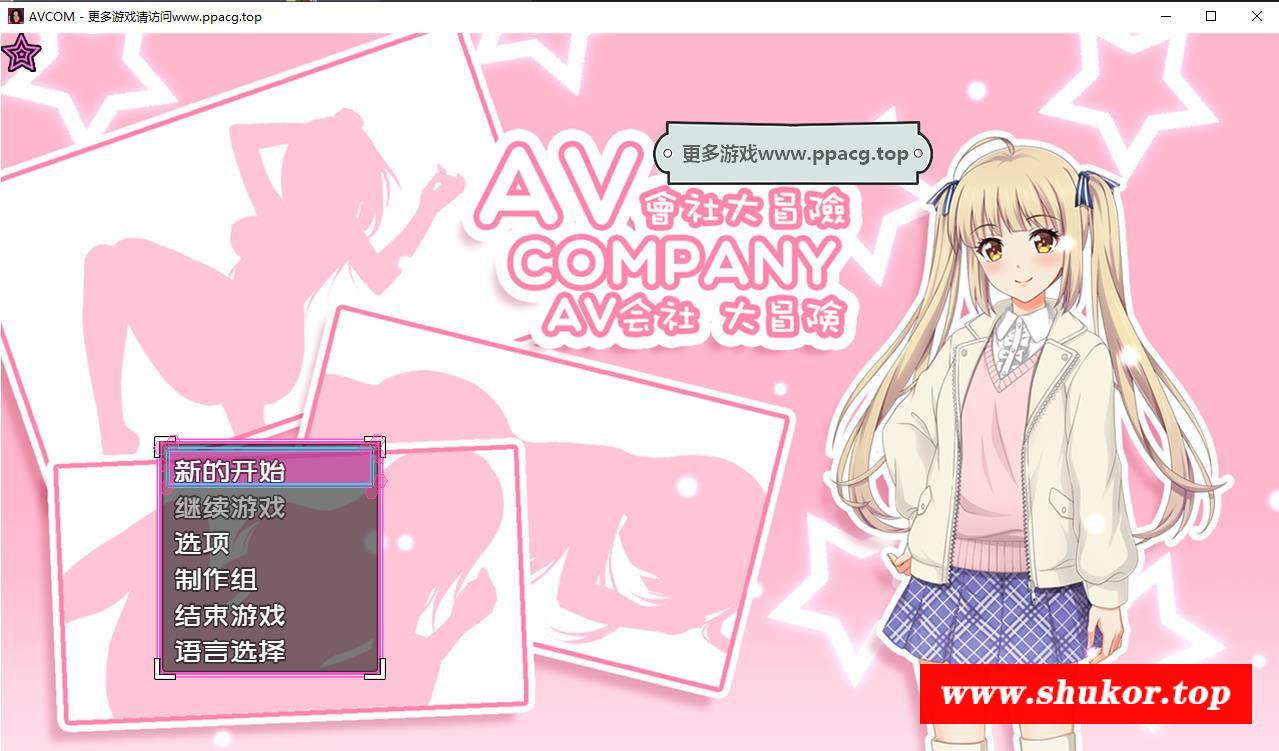 AVCOM - 更多游戏请访问www.ppacg.top
更多游戏www.ppacg.top
AV 會社大冒險
COMPANY
AV会社 大冒険
新的开始
继续游戏
选项
制作组
结束游戏
语言选择
www.shukor.top